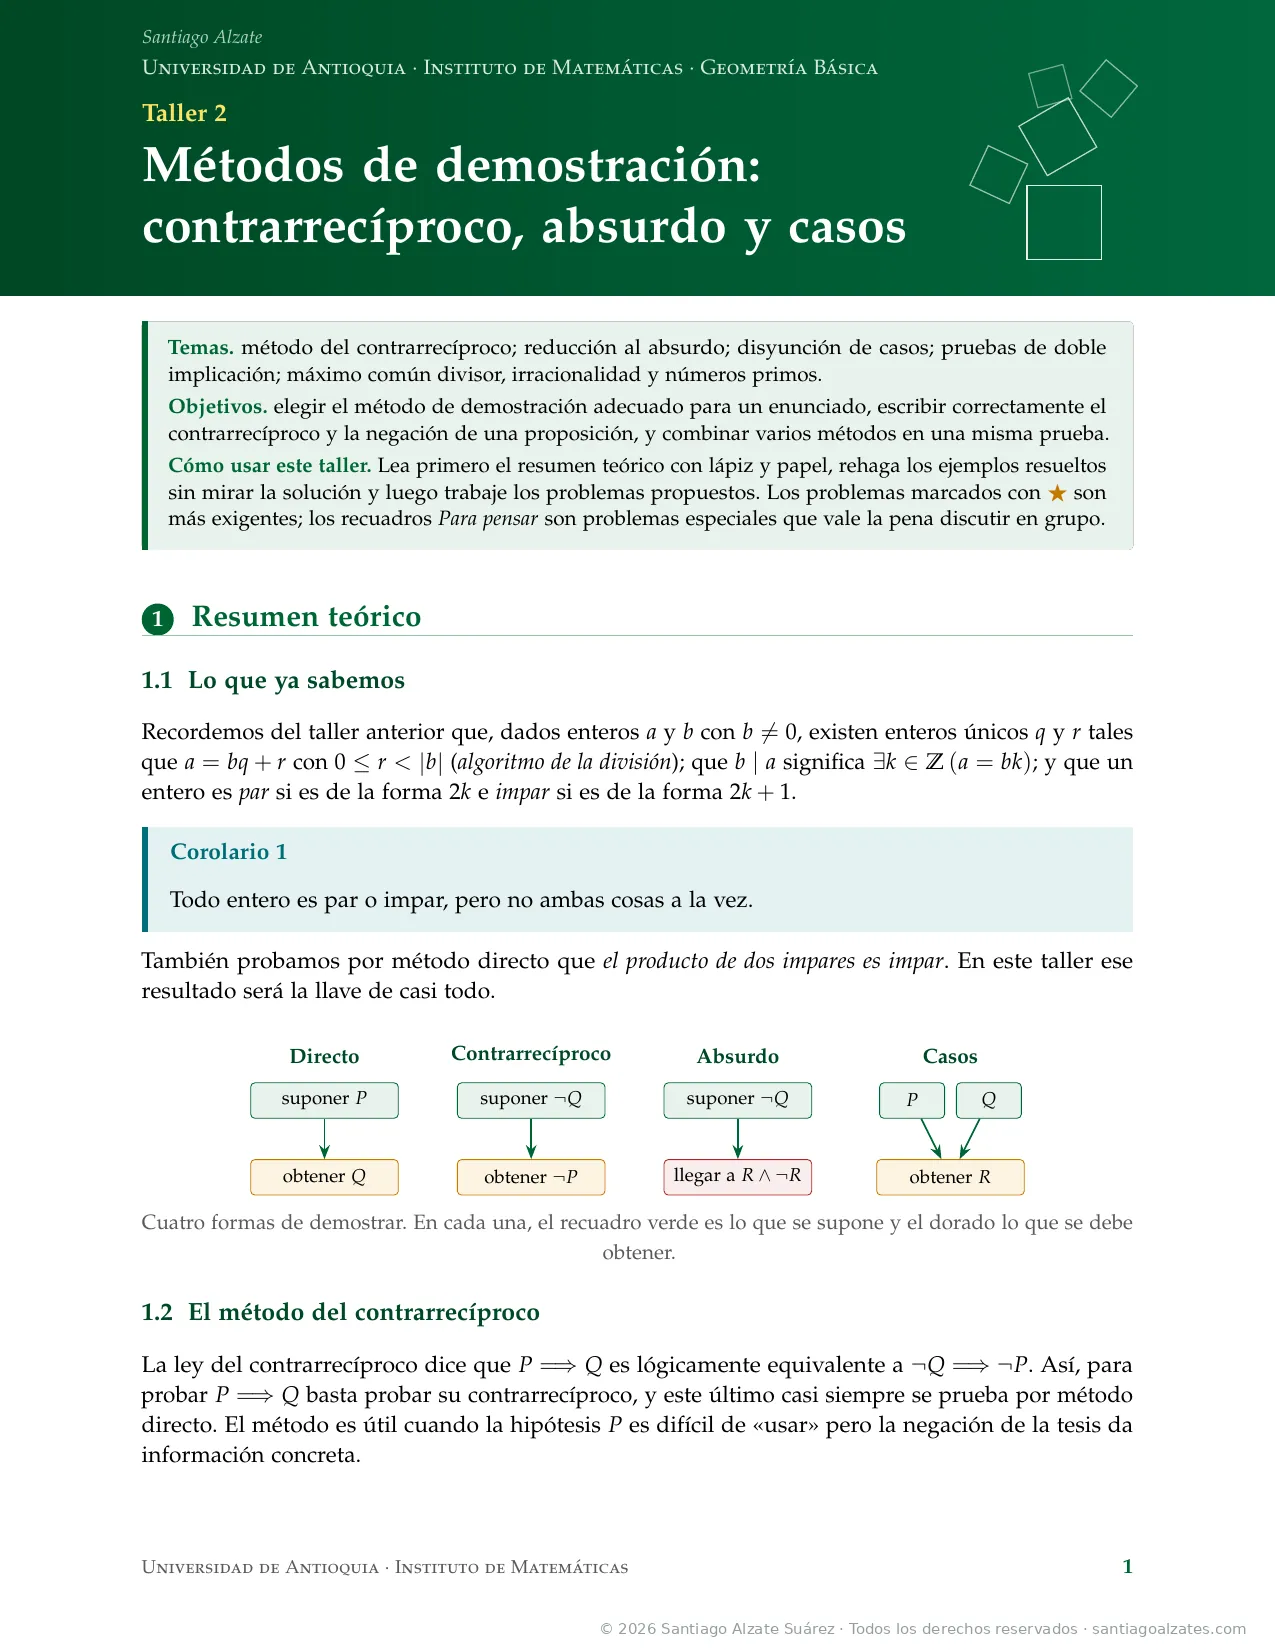 Santiago Alzate
Universidad de Antioquia · Instituto de Matemáticas · Geometría Básica
Taller 2
Métodos de demostración:
contrarrecíproco, absurdo y casos
Temas. método del contrarrecíproco; reducción al absurdo; disyunción de casos; pruebas de doble
implicación; máximo común divisor, irracionalidad y números primos.
Objetivos. elegir el método de demostración adecuado para un enunciado, escribir correctamente el
contrarrecíproco y la negación de una proposición, y combinar varios métodos en una misma prueba.
Cómo usar este taller. Lea primero el resumen teórico con lápiz y papel, rehaga los ejemplos resueltos
sin mirar la solución y luego trabaje los problemas propuestos. Los problemas marcados con ★ son
más exigentes; los recuadros Para pensar son problemas especiales que vale la pena discutir en grupo.
1 Resumen teórico
1.1 Lo que ya sabemos
Recordemos del taller anterior que, dados enteros a y b con b ≠ 0, existen enteros únicos q y r tales
que a = bq + r con 0 ≤ r < |b| (algoritmo de la división); que b | a significa ∃k ∈ ℤ (a = bk); y que un
entero es par si es de la forma 2k e impar si es de la forma 2k + 1.
Corolario 1
Todo entero es par o impar, pero no ambas cosas a la vez.
También probamos por método directo que el producto de dos impares es impar. En este taller ese
resultado será la llave de casi todo.
Directo Contrarrecíproco Absurdo Casos
suponer P suponer ¬Q suponer ¬Q P Q
obtener Q obtener ¬P llegar a R ∧ ¬R obtener R
Cuatro formas de demostrar. En cada una, el recuadro verde es lo que se supone y el dorado lo que se debe
obtener.
1.2 El método del contrarrecíproco
La ley del contrarrecíproco dice que P ⟹ Q es lógicamente equivalente a ¬Q ⟹ ¬P. Así, para
probar P ⟹ Q basta probar su contrarrecíproco, y este último casi siempre se prueba por método
directo. El método es útil cuando la hipótesis P es difícil de «usar» pero la negación de la tesis da
información concreta.
Universidad de Antioquia · Instituto de Matemáticas 1
© 2026 Santiago Alzate Suárez · Todos los derechos reservados · santiagoalzates.com